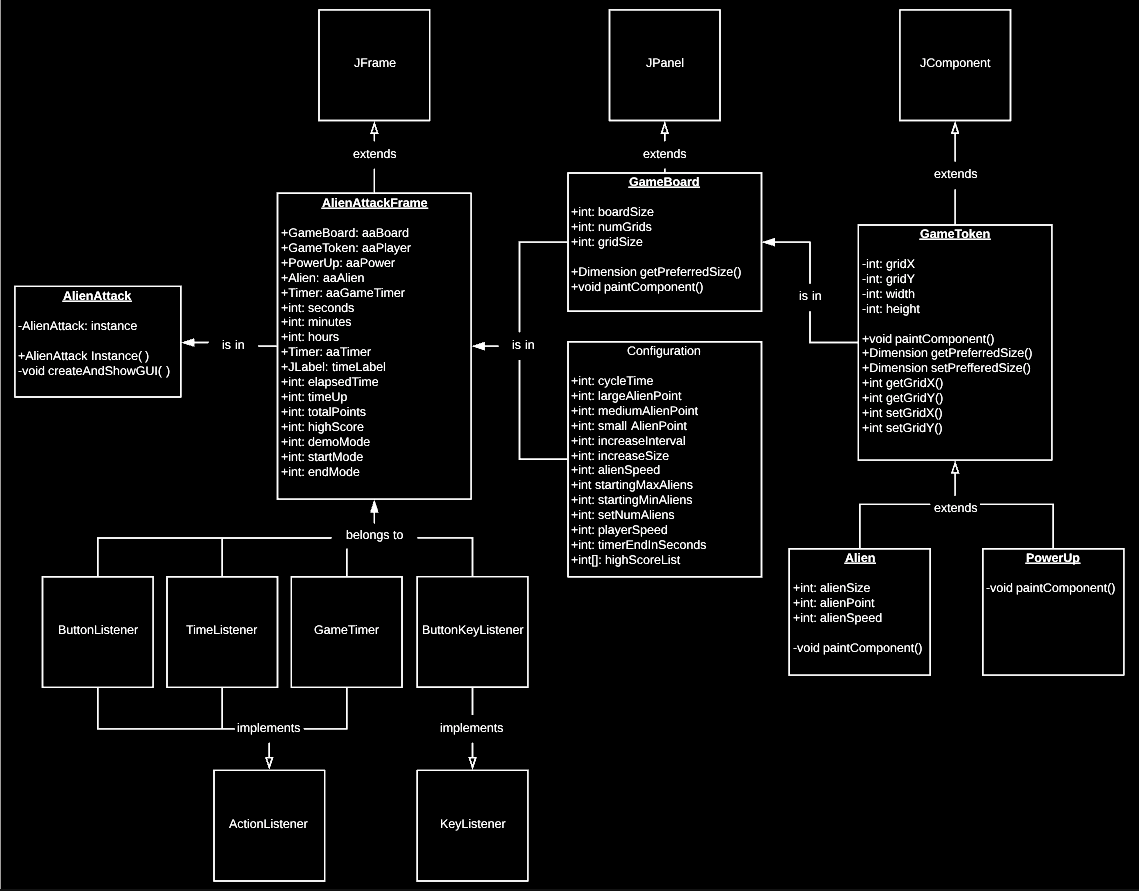 JFrame
JPanel
JComponent
extends
extends
extends
AlienAttackFrame
+GameBoard: aaBoard
+GameToken: aaPlayer
+PowerUp: aaPower
+Alien: aaAlien
+Timer: aaGameTimer
+int: seconds
+int: minutes
+int: hours
+Timer: aaTimer
+JLabel: timeLabel
+int: elapsedTime
+int: timeUp
+int: totalPoints
+int: highScore
+int: demoMode
+int: startMode
+int: endMode
GameBoard
+int: boardSize
+int: numGrids
+int: gridSize
+Dimension getPreferredSize()
+void paintComponent()
GameToken
-int: gridX
-int: gridY
-int: width
-int: height
+void paintComponent()
+Dimension getPreferredSize()
+Dimension setPrefferedSize()
+int getGridX()
+int getGridY()
+int setGridX()
+int setGridY()
is in
AlienAttack
-AlienAttack: instance
+AlienAttack Instance( )
-void createAndShowGUI( )
is in
is in
Configuration
+int: cycleTime
+int: largeAlienPoint
+int: mediumAlienPoint
+int: small AlienPoint
+int: increaseInterval
+int: increaseSize
+int: alienSpeed
+int startingMaxAliens
+int: startingMinAliens
+int: setNumAliens
+int: playerSpeed
+int: timerEndInSeconds
+int[]: highScoreList
extends
belongs to
Alien
+int: alienSize
+int: alienPoint
+int: alienSpeed
-void paintComponent()
PowerUp
-void paintComponent()
ButtonListener
TimeListener
GameTimer
ButtonKeyListener
implements
implements
ActionListener
KeyListener